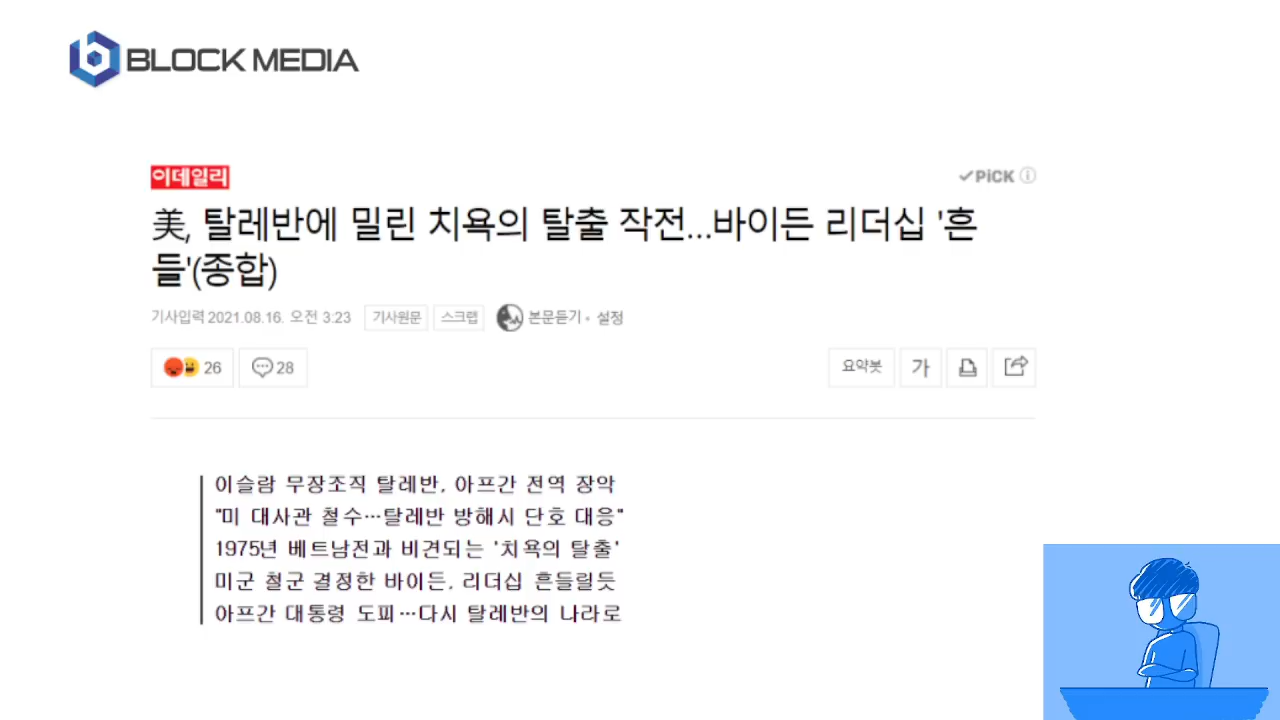 BLOCK MEDIA
이데일리
PiCK
美, 탈레반에 밀린 치욕의 탈출 작전...바이든 리더십 '흔
들'(종합)
기사입력 2021.08.16. 오전 3:23 기사원문 스크랩 본문듣기 · 설정
26 28 요약봇 가
이슬람 무장조직 탈레반, 아프간 전역 장악
"미 대사관 철수…탈레반 방해시 단호 대응"
1975년 베트남전과 비견되는 '치욕의 탈출'
미군 철군 결정한 바이든, 리더십 흔들릴듯
아프간 대통령 도피…다시 탈레반의 나라로